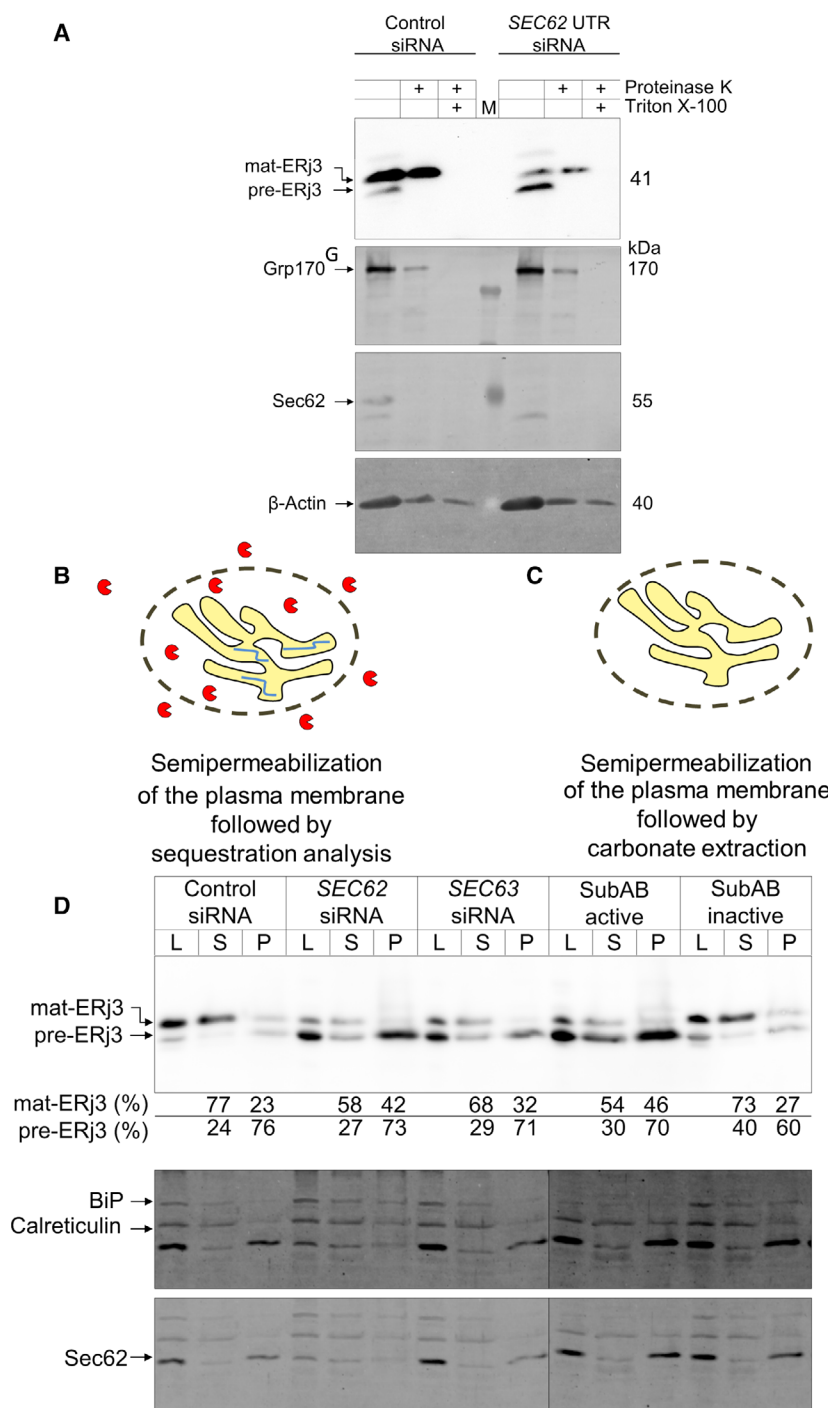 A
Control
siRNA
SEC62 UTR
siRNA
+ + + + Proteinase K
+ M + Triton X-100
mat-ERj3
pre-ERj3
41
G
kDa
Grp170
170
Sec62
55
β-Actin
40
B
C
Semipermeabilization
of the plasma membrane
followed by
sequestration analysis
Semipermeabilization
of the plasma membrane
followed by
carbonate extraction
D
Control
siRNA
SEC62
siRNA
SEC63
siRNA
SubAB
active
SubAB
inactive
L S P L S P L S P L S P L S P
mat-ERj3
pre-ERj3
mat-ERj3 (%) 77 23 58 42 68 32 54 46 73 27
pre-ERj3 (%) 24 76 27 73 29 71 30 70 40 60
BiP
Calreticulin
Sec62